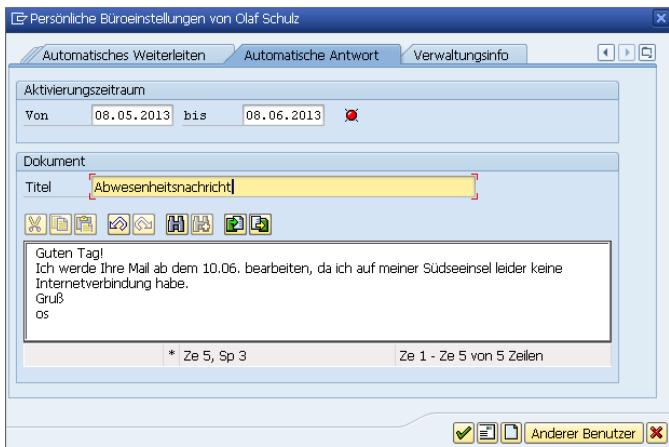 Persönliche Büroeinstellungen von Olaf Schulz
Automatisches Weiterleiten Automatische Antwort Verwaltungsinfo
Aktivierungszeitraum
Von 08.05.2013 bis 08.06.2013
Dokument
Titel Abwesenheitsnachricht
Guten Tag!
Ich werde Ihre Mail ab dem 10.06. bearbeiten, da ich auf meiner Südseeinsel leider keine
Internetverbindung habe.
Gruß
os
* Ze 5, Sp 3 Ze 1 - Ze 5 von 5 Zeilen
Anderer Benutzer